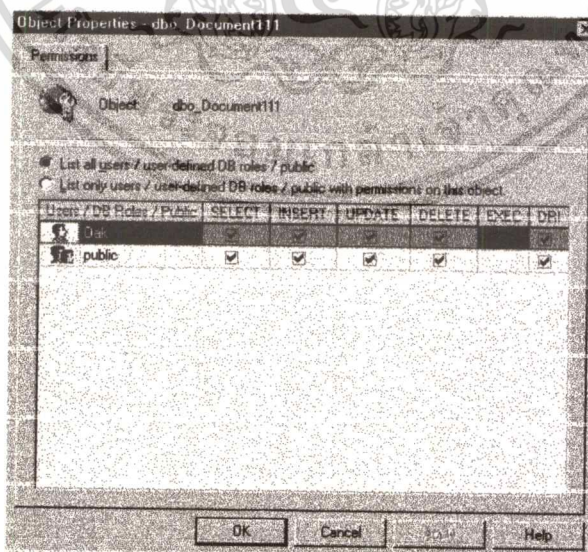 Object Properties - dbo_Document111
Permissions
Object: dbo_Document111
List all users / user-defined DB roles / public
List only users / user-defined DB roles / public with permissions on this object.
Users / DB Roles / Public SELECT INSERT UPDATE DELETE EXEC DRI
Oak
public
OK Cancel Apply Help